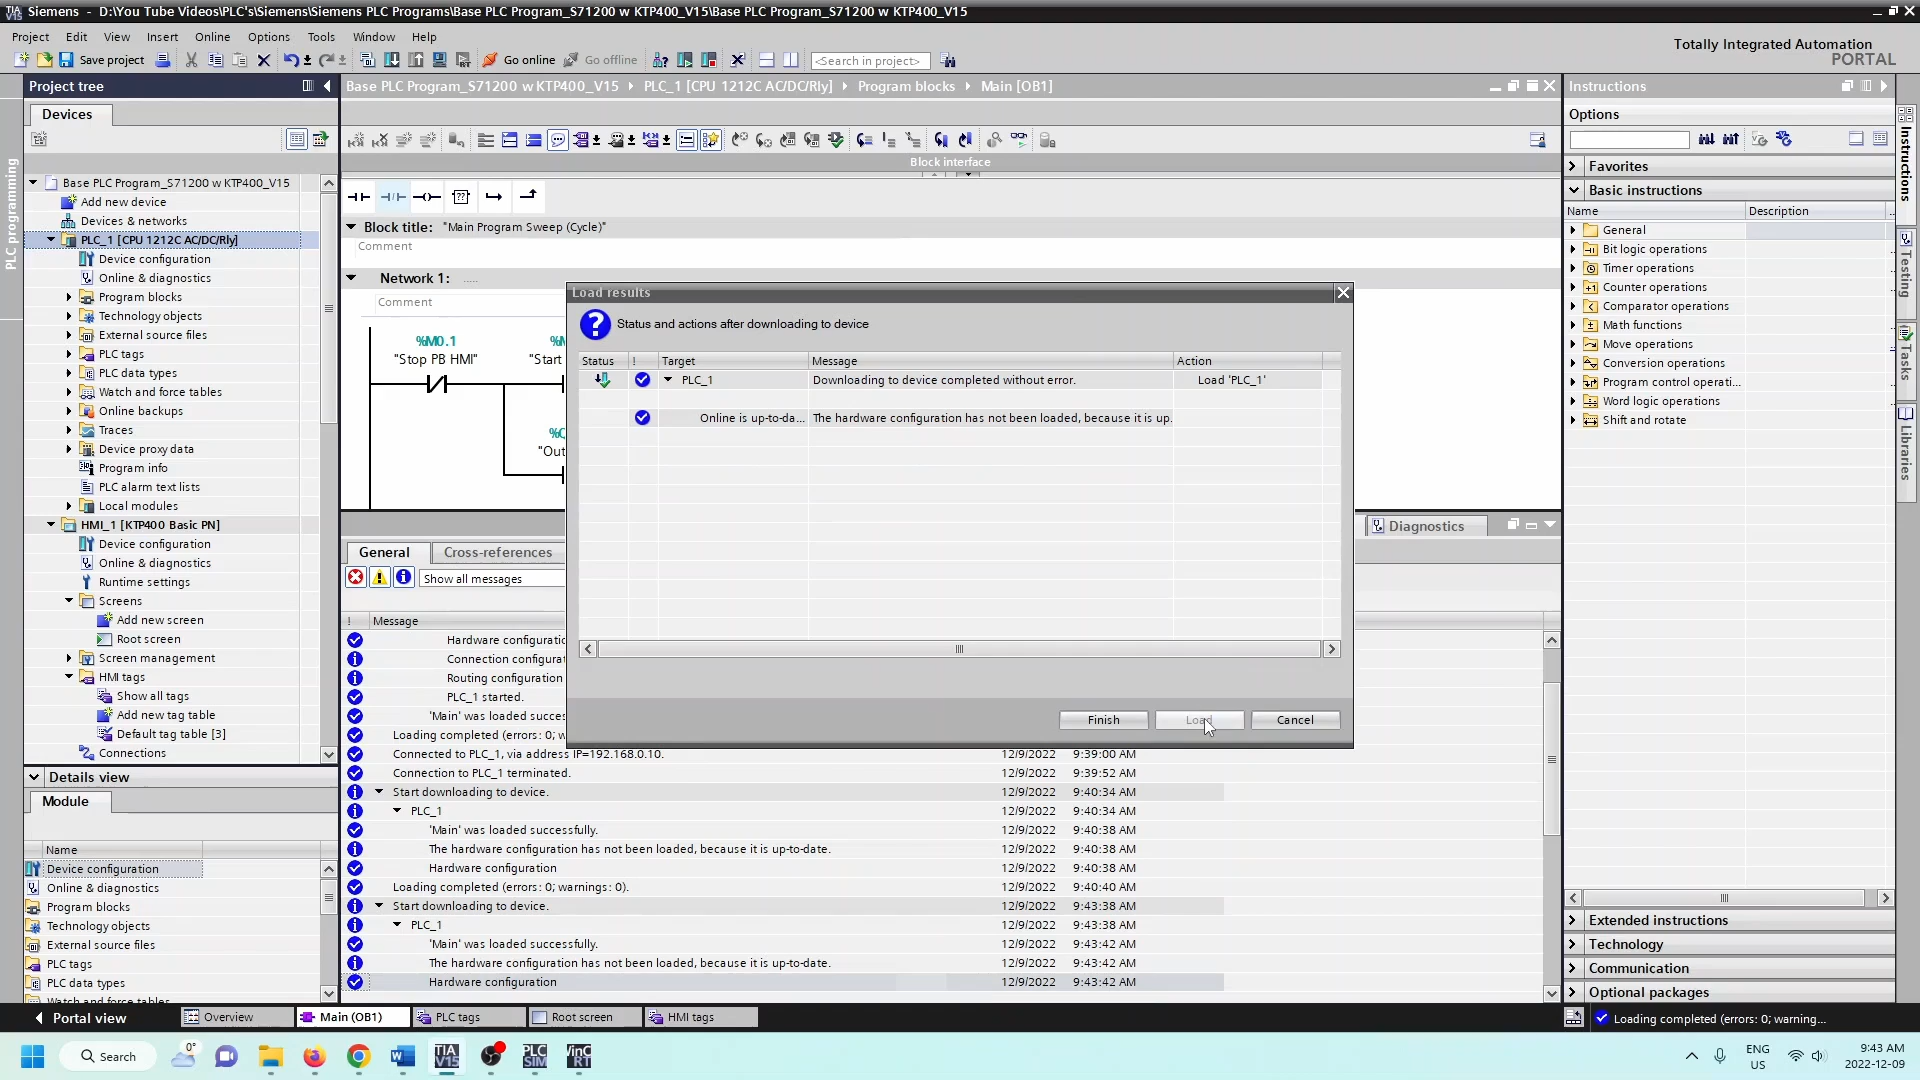 Siemens - D:\You Tube Videos\PLC's\Siemens\Siemens PLC Programs\Base PLC Program_S71200 w KTP400_V15\Base PLC Program_S71200 w KTP400_V15
Project Edit View Insert Online Options Tools Window Help
Totally Integrated Automation
PORTAL
Save project
Go online
Go offline
<Search in project>
Project tree
Base PLC Program_S71200 w KTP400_V15 PLC_1 [CPU 1212C AC/DC/Rly] Program blocks Main [OB1]
Instructions
Devices
Options
PLC programming
Block interface
Base PLC Program_S71200 w KTP400_V15
Add new device
Devices & networks
PLC_1 [CPU 1212C AC/DC/Rly]
Device configuration
Online & diagnostics
Program blocks
Technology objects
External source files
PLC tags
PLC data types
Watch and force tables
Online backups
Traces
Device proxy data
Program info
PLC alarm text lists
Local modules
HMI_1 [KTP400 Basic PN]
Device configuration
Online & diagnostics
Runtime settings
Screens
Add new screen
Root screen
Screen management
HMI tags
Show all tags
Add new tag table
Default tag table [3]
Connections
Details view
Module
Name
Device configuration
Online & diagnostics
Program blocks
Technology objects
External source files
PLC tags
PLC data types
Watch and force tables
Block title: "Main Program Sweep (Cycle)"
Comment
Network 1: .....
Comment
%M0.1
"Stop PB HMI"
"Start
"Out
Load results
Status and actions after downloading to device
Status ! Target Message Action
PLC_1 Downloading to device completed without error. Load 'PLC_1'
Online is up-to-da... The hardware configuration has not been loaded, because it is up.
Finish Load Cancel
Diagnostics
General Cross-references
Show all messages
! Message
Hardware configuratio
Connection configurat
Routing configuration
PLC_1 started.
'Main' was loaded succes
Loading completed (errors: 0; w
Connected to PLC_1, via address IP=192.168.0.10. 12/9/2022 9:39:00 AM
Connection to PLC_1 terminated. 12/9/2022 9:39:52 AM
Start downloading to device. 12/9/2022 9:40:34 AM
PLC_1 12/9/2022 9:40:34 AM
'Main' was loaded successfully. 12/9/2022 9:40:38 AM
The hardware configuration has not been loaded, because it is up-to-date. 12/9/2022 9:40:38 AM
Hardware configuration 12/9/2022 9:40:38 AM
Loading completed (errors: 0; warnings: 0). 12/9/2022 9:40:40 AM
Start downloading to device. 12/9/2022 9:43:38 AM
PLC_1 12/9/2022 9:43:38 AM
'Main' was loaded successfully. 12/9/2022 9:43:42 AM
The hardware configuration has not been loaded, because it is up-to-date. 12/9/2022 9:43:42 AM
Hardware configuration 12/9/2022 9:43:42 AM
Favorites
Basic instructions
Name Description
General
Bit logic operations
Timer operations
Counter operations
Comparator operations
Math functions
Move operations
Conversion operations
Program control operati...
Word logic operations
Shift and rotate
Extended instructions
Technology
Communication
Optional packages
Instructions
Testing
Tasks
Libraries
Portal view
Overview
Main (OB1)
PLC tags
Root screen
HMI tags
Loading completed (errors: 0; warning...
0°
Search
TIA V15
PLC SIM
WinC RT
ENG
US
9:43 AM
2022-12-09